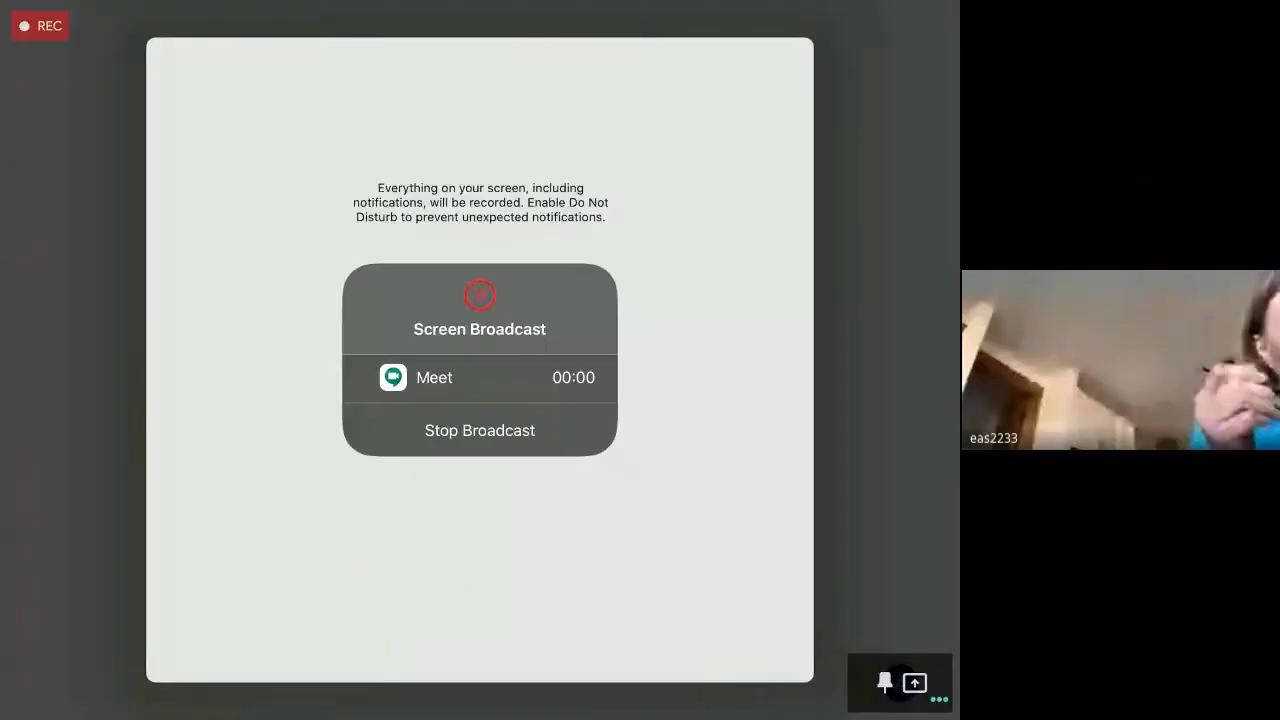 REC
Everything on your screen, including
notifications, will be recorded. Enable Do Not
Disturb to prevent unexpected notifications.
Screen Broadcast
Meet 00:00
Stop Broadcast
eas2233